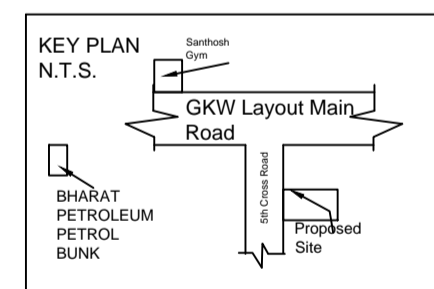 KEY PLAN
N.T.S.
Santhosh
Gym
GKW Layout Main
Road
5th Cross Road
BHARAT
PETROLEUM
PETROL
BUNK
Proposed
Site